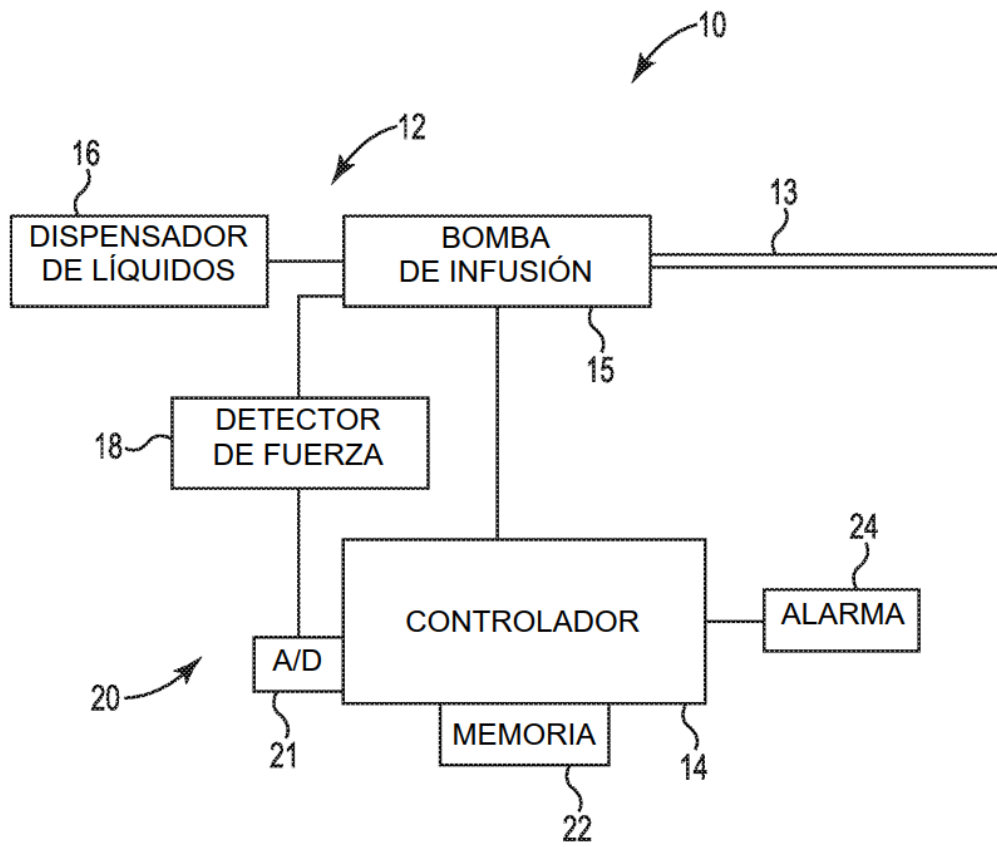 10
12
16
13
DISPENSADOR
DE LÍQUIDOS
BOMBA
DE INFUSIÓN
15
DETECTOR
DE FUERZA
18
24
CONTROLADOR
ALARMA
A/D
20
21
MEMORIA
14
22